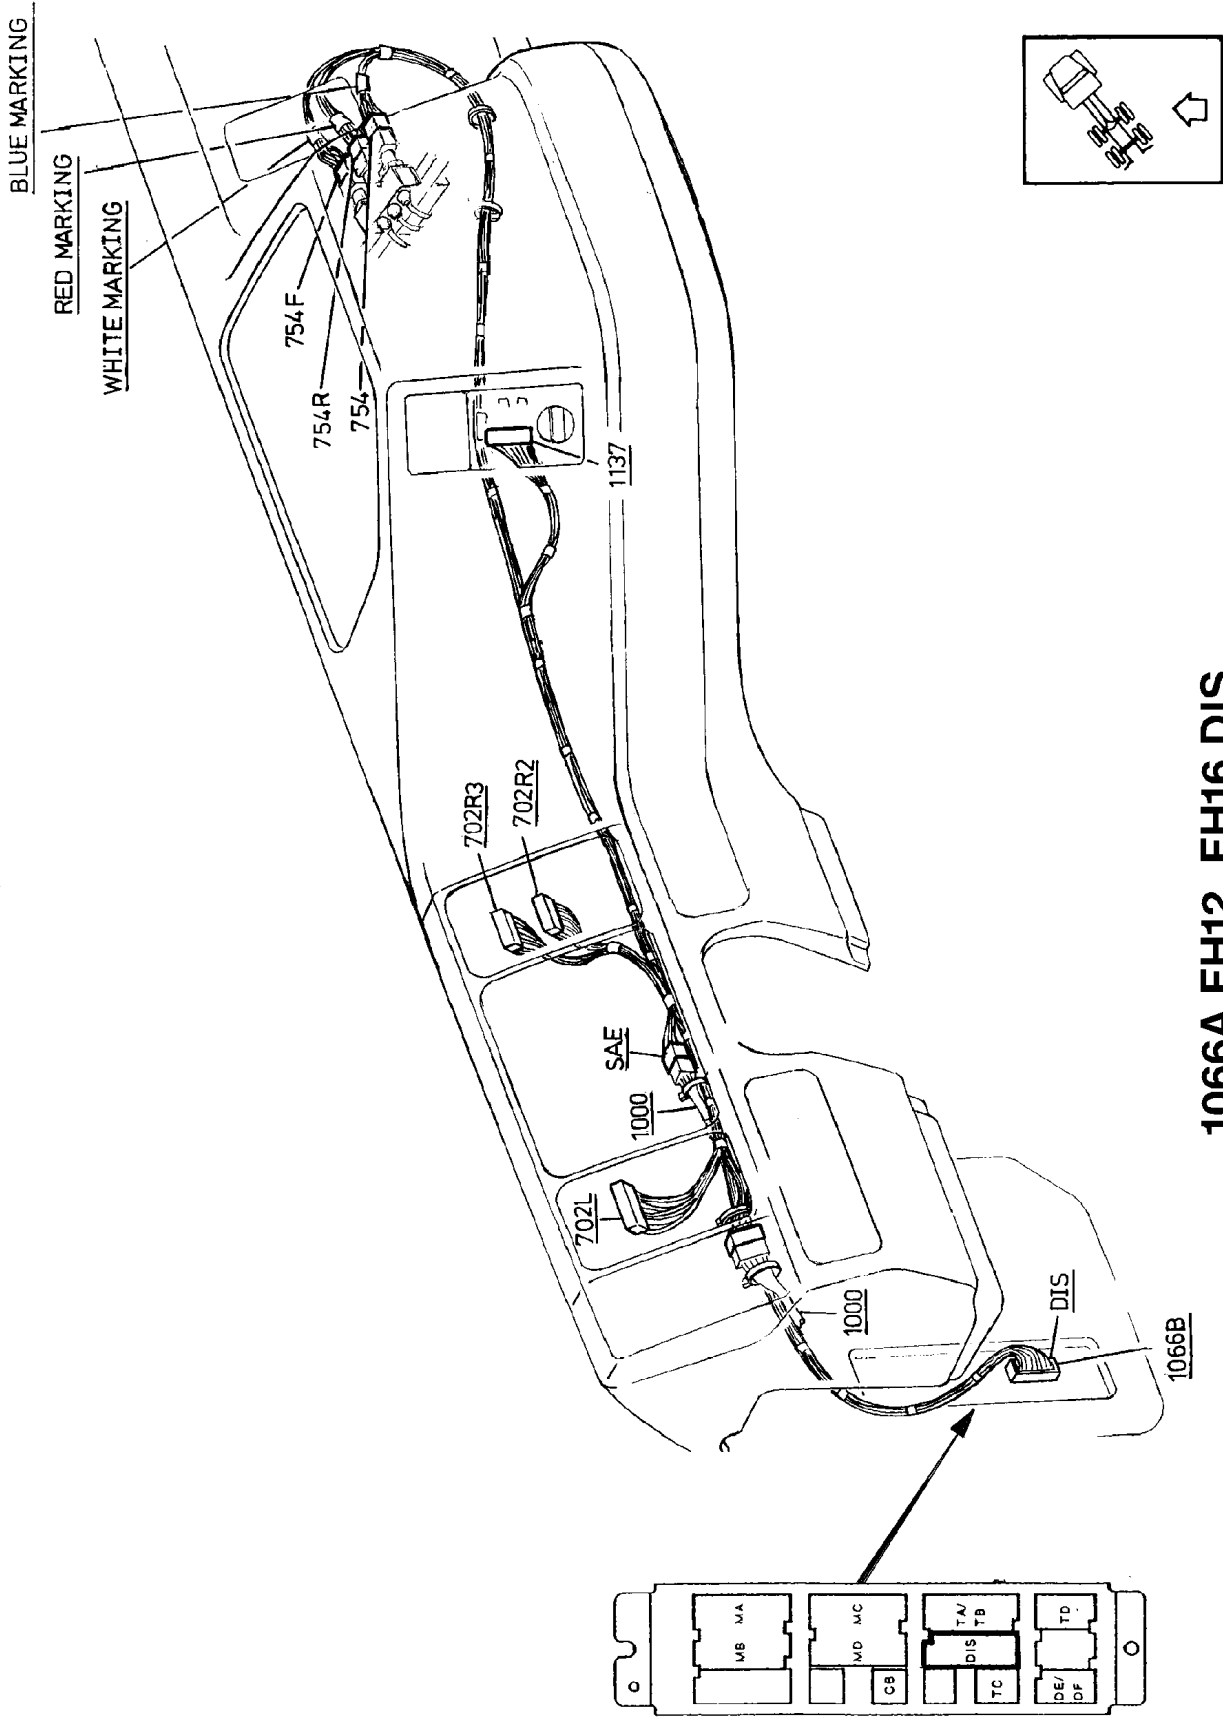 BLUE MARKING
RED MARKING
WHITE MARKING
754F
754R
754
1137
702R3
702R2
SAE
1000
702L
1000
DIS
1066B
MB MA
MD MC
CB
TA/
TB
DIS
TC
TD
DE/
DF
1066A FH12, FH16 DIS